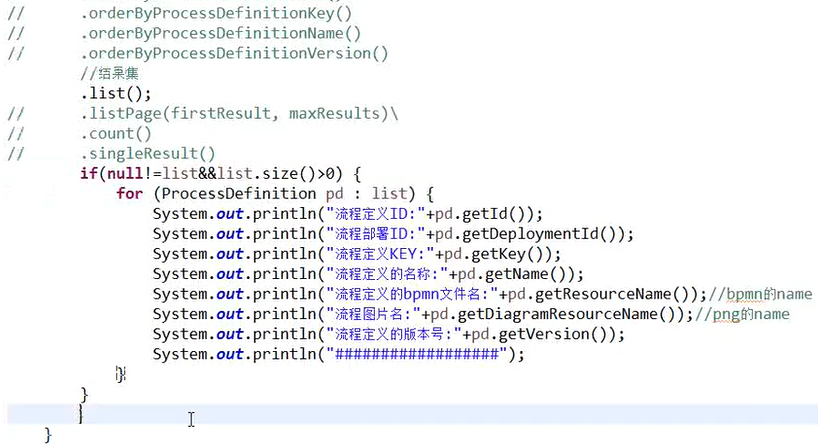 //      .orderByProcessDefinitionKey()
//      .orderByProcessDefinitionName()
//      .orderByProcessDefinitionVersion()
        //结果集
        .list();
//      .listPage(firstResult, maxResults)\
//      .count()
//      .singleResult()
        if(null!=list&&list.size()>0) {
            for (ProcessDefinition pd : list) {
                System.out.println("流程定义ID:"+pd.getId());
                System.out.println("流程部署ID:"+pd.getDeploymentId());
                System.out.println("流程定义KEY:"+pd.getKey());
                System.out.println("流程定义的名称:"+pd.getName());
                System.out.println("流程定义的bpmn文件名:"+pd.getResourceName());//bpmn的name
                System.out.println("流程图片名:"+pd.getDiagramResourceName());//png的name
                System.out.println("流程定义的版本号:"+pd.getVersion());
                System.out.println("##################");
            }
        }
    }